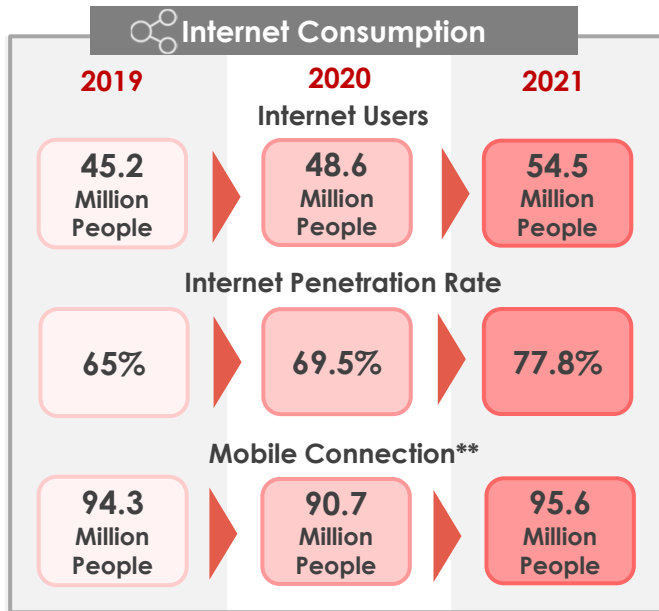 Internet Consumption
2019 2020 2021
Internet Users
45.2 48.6 54.5
Million Million Million
People People People
Internet Penetration Rate
65% 69.5% 77.8%
Mobile Connection**
94.3 90.7 95.6
Million Million Million
People People People